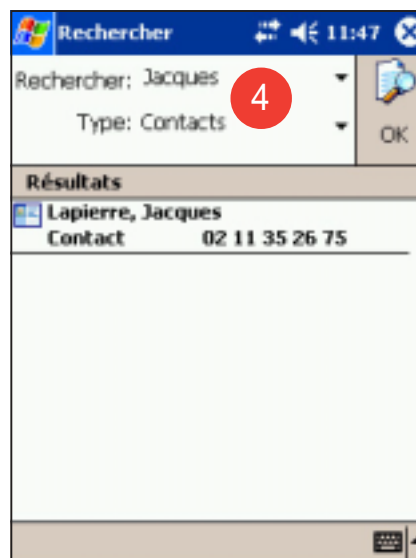 Rechercher 11:47
Rechercher: Jacques
4
Type: Contacts
OK
Résultats
Lapierre, Jacques
Contact 02 11 35 26 75